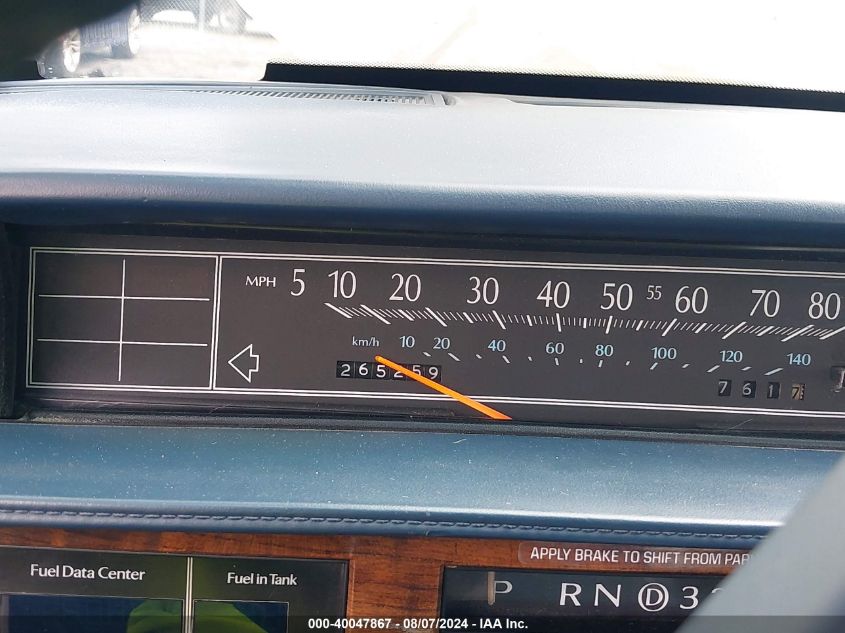 MPH 5 10 20 30 40 50 55 60 70 80
km/h 10 20 40 60 80 100 120 140
265259
7617
APPLY BRAKE TO SHIFT FROM PAR
Fuel Data Center
Fuel in Tank
P RN D 3
000-40047867 - 08/07/2024 - IAA Inc.